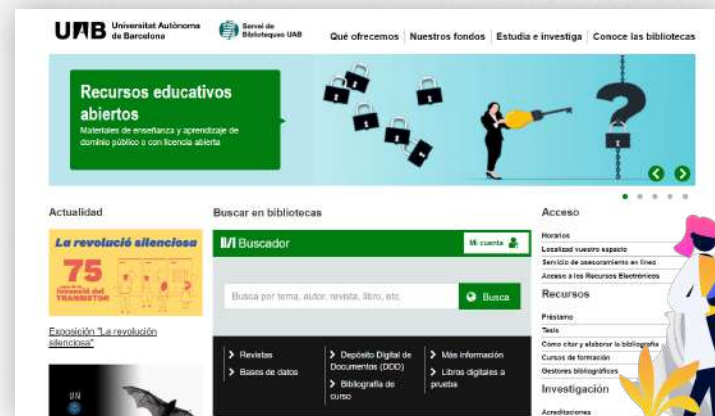 UAB Universitat Autònoma
de Barcelona
Servei de
Biblioteques UAB
Qué ofrecemos
Nuestros fondos
Estudia e investiga
Conoce las bibliotecas
Recursos educativos
abiertos
Materiales de enseñanza y aprendizaje de
dominio público o con licencia abierta
Actualidad
La revolució silenciosa
75
TRANSISTOR
Exposición "La revolución
silenciosa"
UN
Buscar en bibliotecas
Buscador
Mi cuenta
Busca por tema, autor, revista, libro, etc.
Busca
Revistas
Bases de datos
Depósito Digital de
Documentos (DDD)
Bibliografía de
curso
Más información
Libros digitales a
prueba
Acceso
Horarios
Localizad vuestro espacio
Servicio de asesoramiento en línea
Acceso a los Recursos Electrónicos
Recursos
Préstamo
Tesis
Cómo citar y elaborar la bibliografía
Cursos de formación
Gestores bibliográficos
Investigación
Acreditaciones